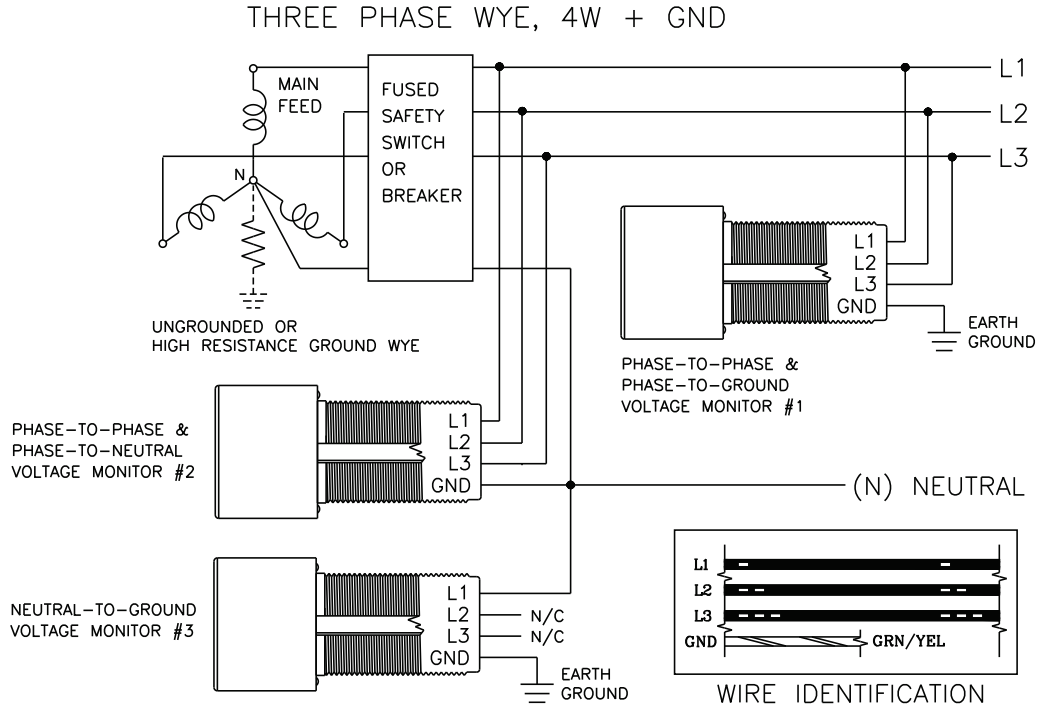 THREE PHASE WYE, 4W + GND
MAIN
FEED
FUSED
SAFETY
SWITCH
OR
BREAKER
L1
L2
L3
N
UNGROUNDED OR
HIGH RESISTANCE GROUND WYE
L1
L2
L3
GND
EARTH
GROUND
PHASE-TO-PHASE &
PHASE-TO-GROUND
VOLTAGE MONITOR #1
PHASE-TO-PHASE &
PHASE-TO-NEUTRAL
VOLTAGE MONITOR #2
L1
L2
L3
GND
(N) NEUTRAL
NEUTRAL-TO-GROUND
VOLTAGE MONITOR #3
L1
L2 N/C
L3 N/C
GND
EARTH
GROUND
L1
L2
L3
GND GRN/YEL
WIRE IDENTIFICATION